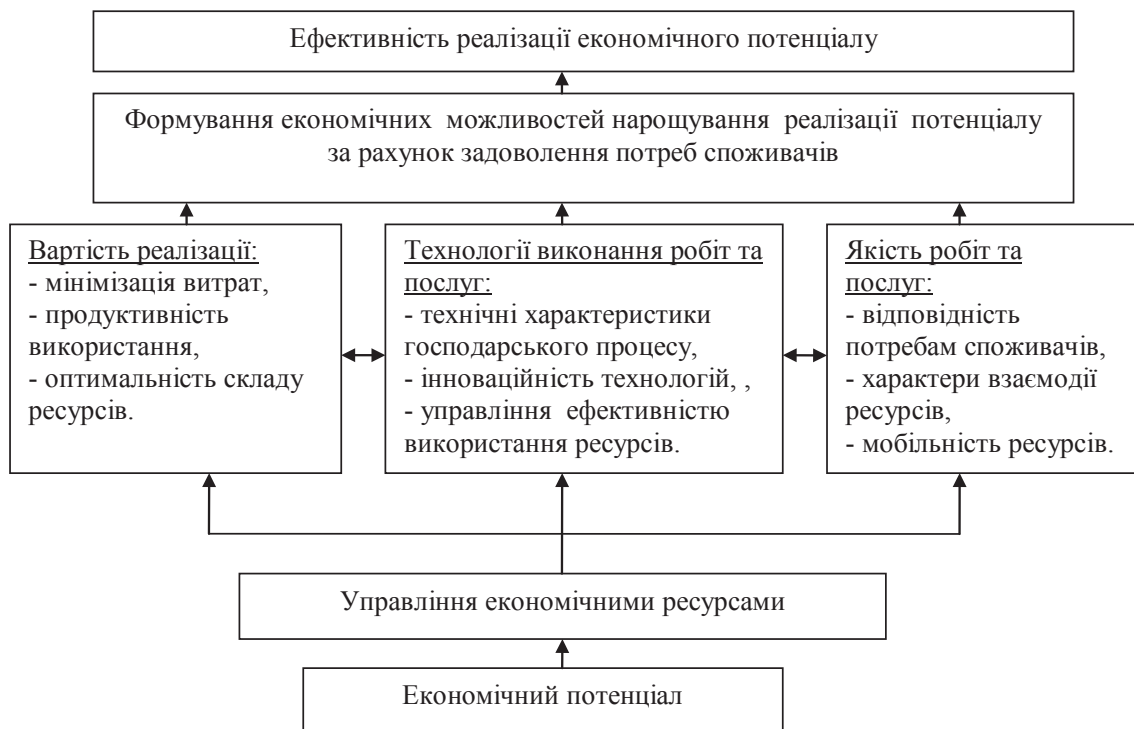 Ефективність реалізації економічного потенціалу
Формування економічних можливостей нарощування реалізації потенціалу
за рахунок задоволення потреб споживачів
Вартість реалізації:
- мінімізація витрат,
- продуктивність
використання,
- оптимальність складу
ресурсів.
Технології виконання робіт та
послуг:
- технічні характеристики
господарського процесу,
- інноваційність технологій, ,
- управління ефективністю
використання ресурсів.
Якість робіт та
послуг:
- відповідність
потребам споживачів,
- характери взаємодії
ресурсів,
- мобільність ресурсів.
Управління економічними ресурсами
Економічний потенціал